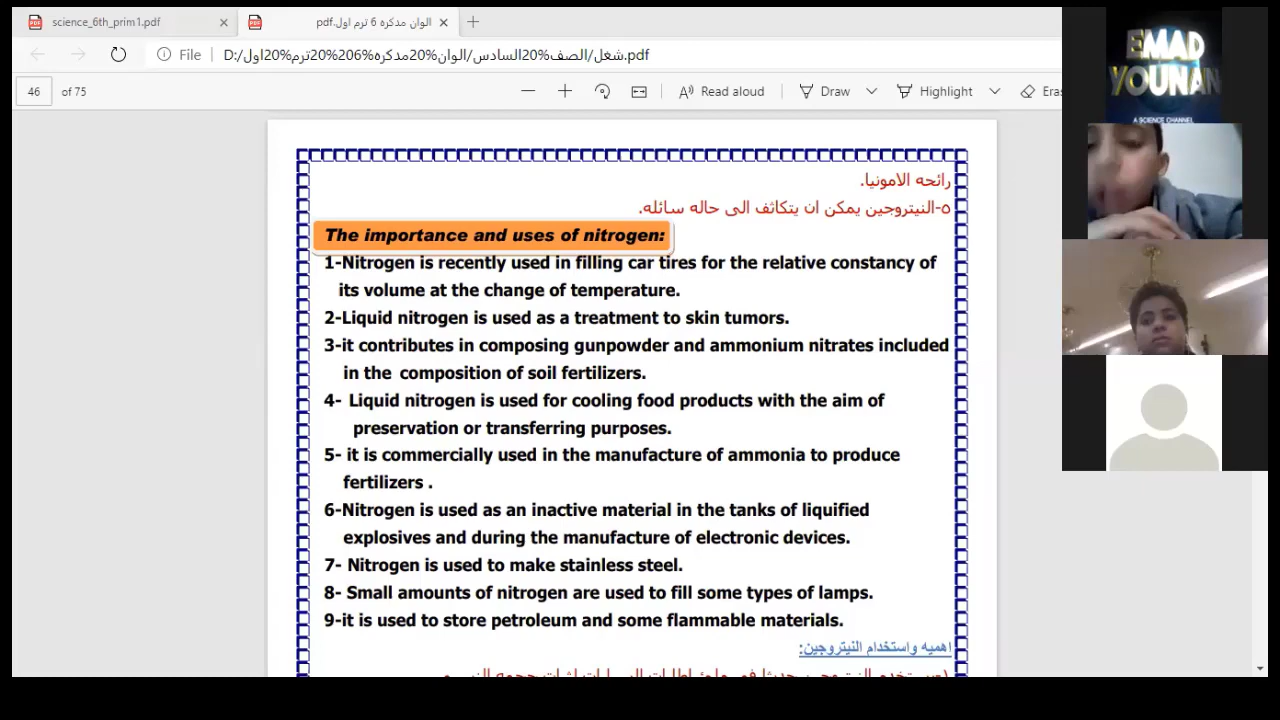 science_6th_prim1.pdf
الوان مذكره 6 ترم اول.pdf
File
D:/شغل/الصف%20السادس/الوان%20مذكره%206%20ترم%20اول.pdf
46 of 75
Read aloud
Draw
Highlight
Eras
رائحه الامونيا.
٥-النيتروجين يمكن ان يتكاثف الى حاله سائله.
The importance and uses of nitrogen:
1-Nitrogen is recently used in filling car tires for the relative constancy of
its volume at the change of temperature.
2-Liquid nitrogen is used as a treatment to skin tumors.
3-it contributes in composing gunpowder and ammonium nitrates included
in the composition of soil fertilizers.
4- Liquid nitrogen is used for cooling food products with the aim of
preservation or transferring purposes.
5- it is commercially used in the manufacture of ammonia to produce
fertilizers .
6-Nitrogen is used as an inactive material in the tanks of liquified
explosives and during the manufacture of electronic devices.
7- Nitrogen is used to make stainless steel.
8- Small amounts of nitrogen are used to fill some types of lamps.
9-it is used to store petroleum and some flammable materials.
اهميه واستخدام النيتروجين:
EMAD
YOUNAN
A SCIENCE CHANNEL